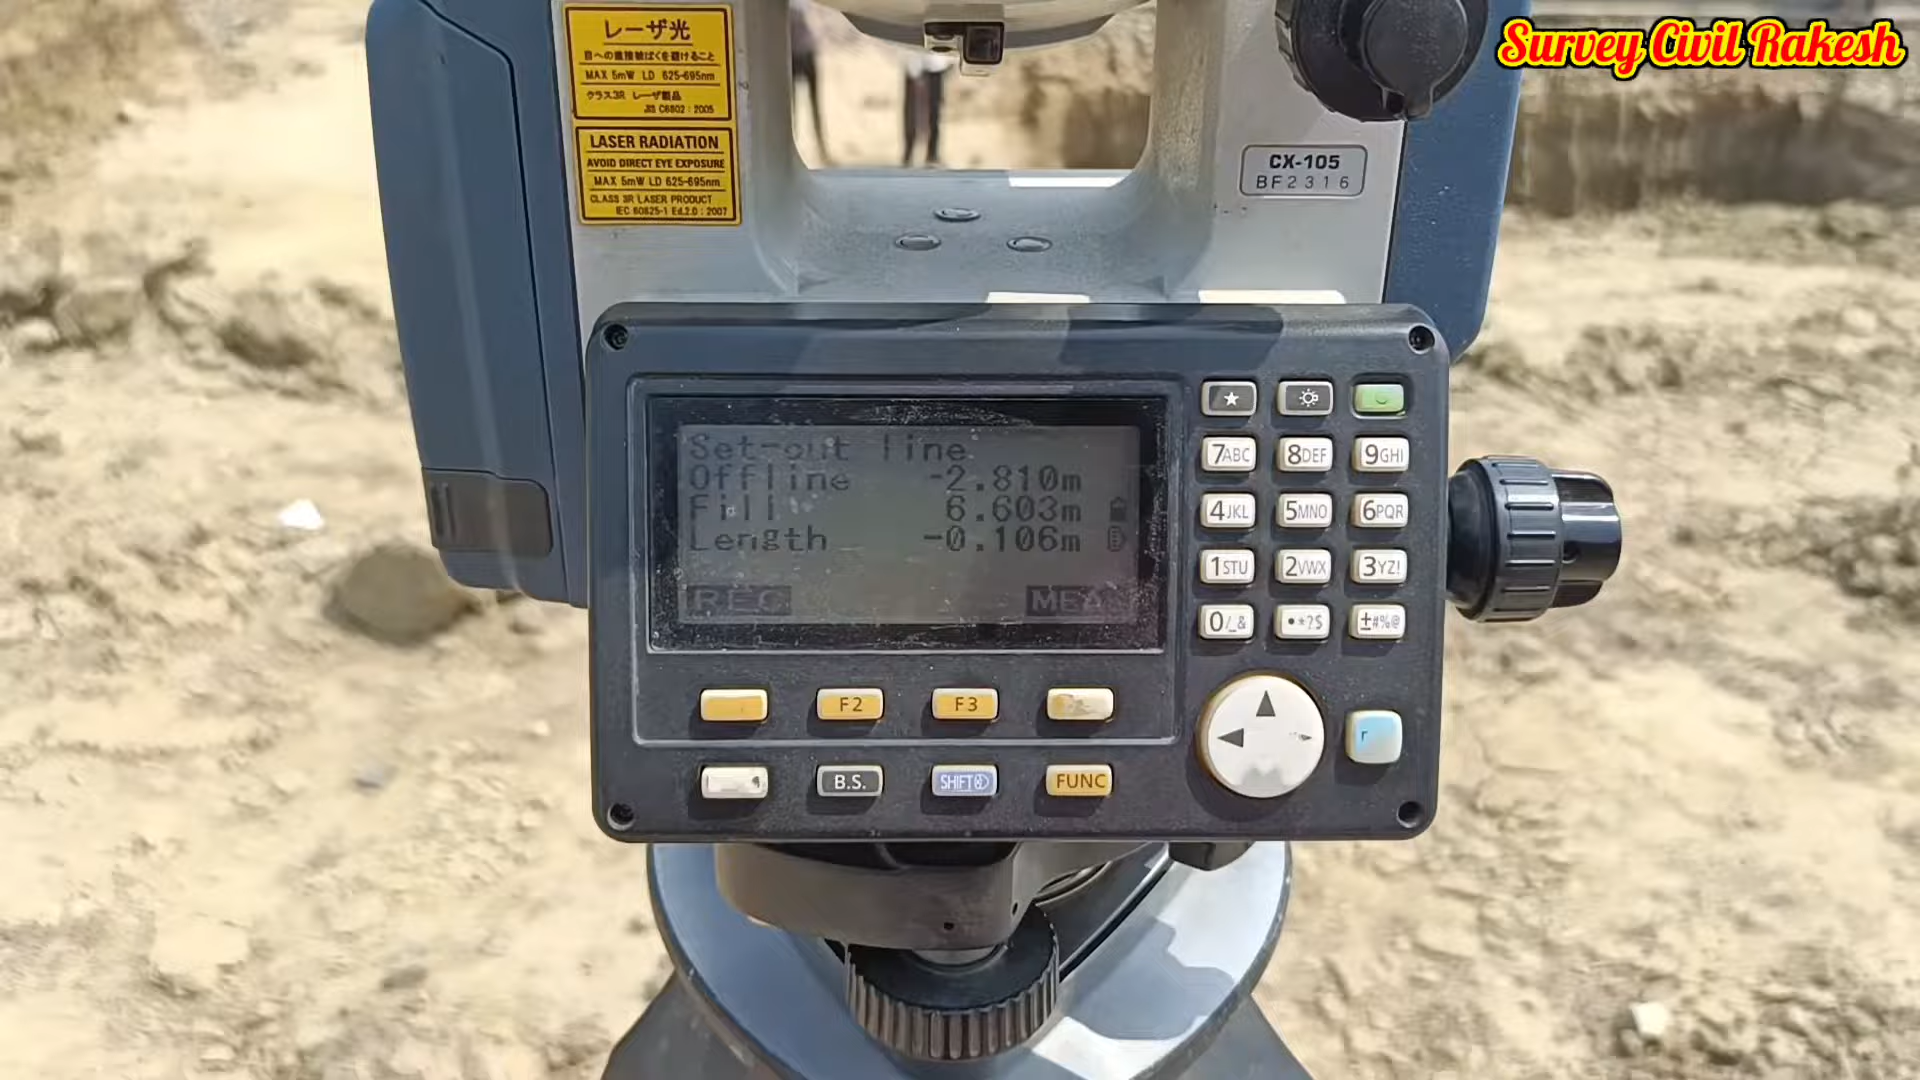 Survey Civil Rakesh
レーザ光
目への直接被ばくを避けること
MAX 5mW LD 625-695nm
クラス3R レーザ製品
JIS C6802:2005
LASER RADIATION
AVOID DIRECT EYE EXPOSURE
MAX 5mW LD 625-695nm
CLASS 3R LASER PRODUCT
IEC 60825-1 Ed.2.0:2007
CX-105
BF2316
Set-out line
Offline -2.810m
Fill 6.603m
Length -0.106m
REC MEAS
★
7ABC 8DEF 9GHI
4JKL 5MNO 6PQR
1STU 2VWX 3YZ!
0/_& •*?$ ±#%@
F2 F3
B.S. SHIFT FUNC